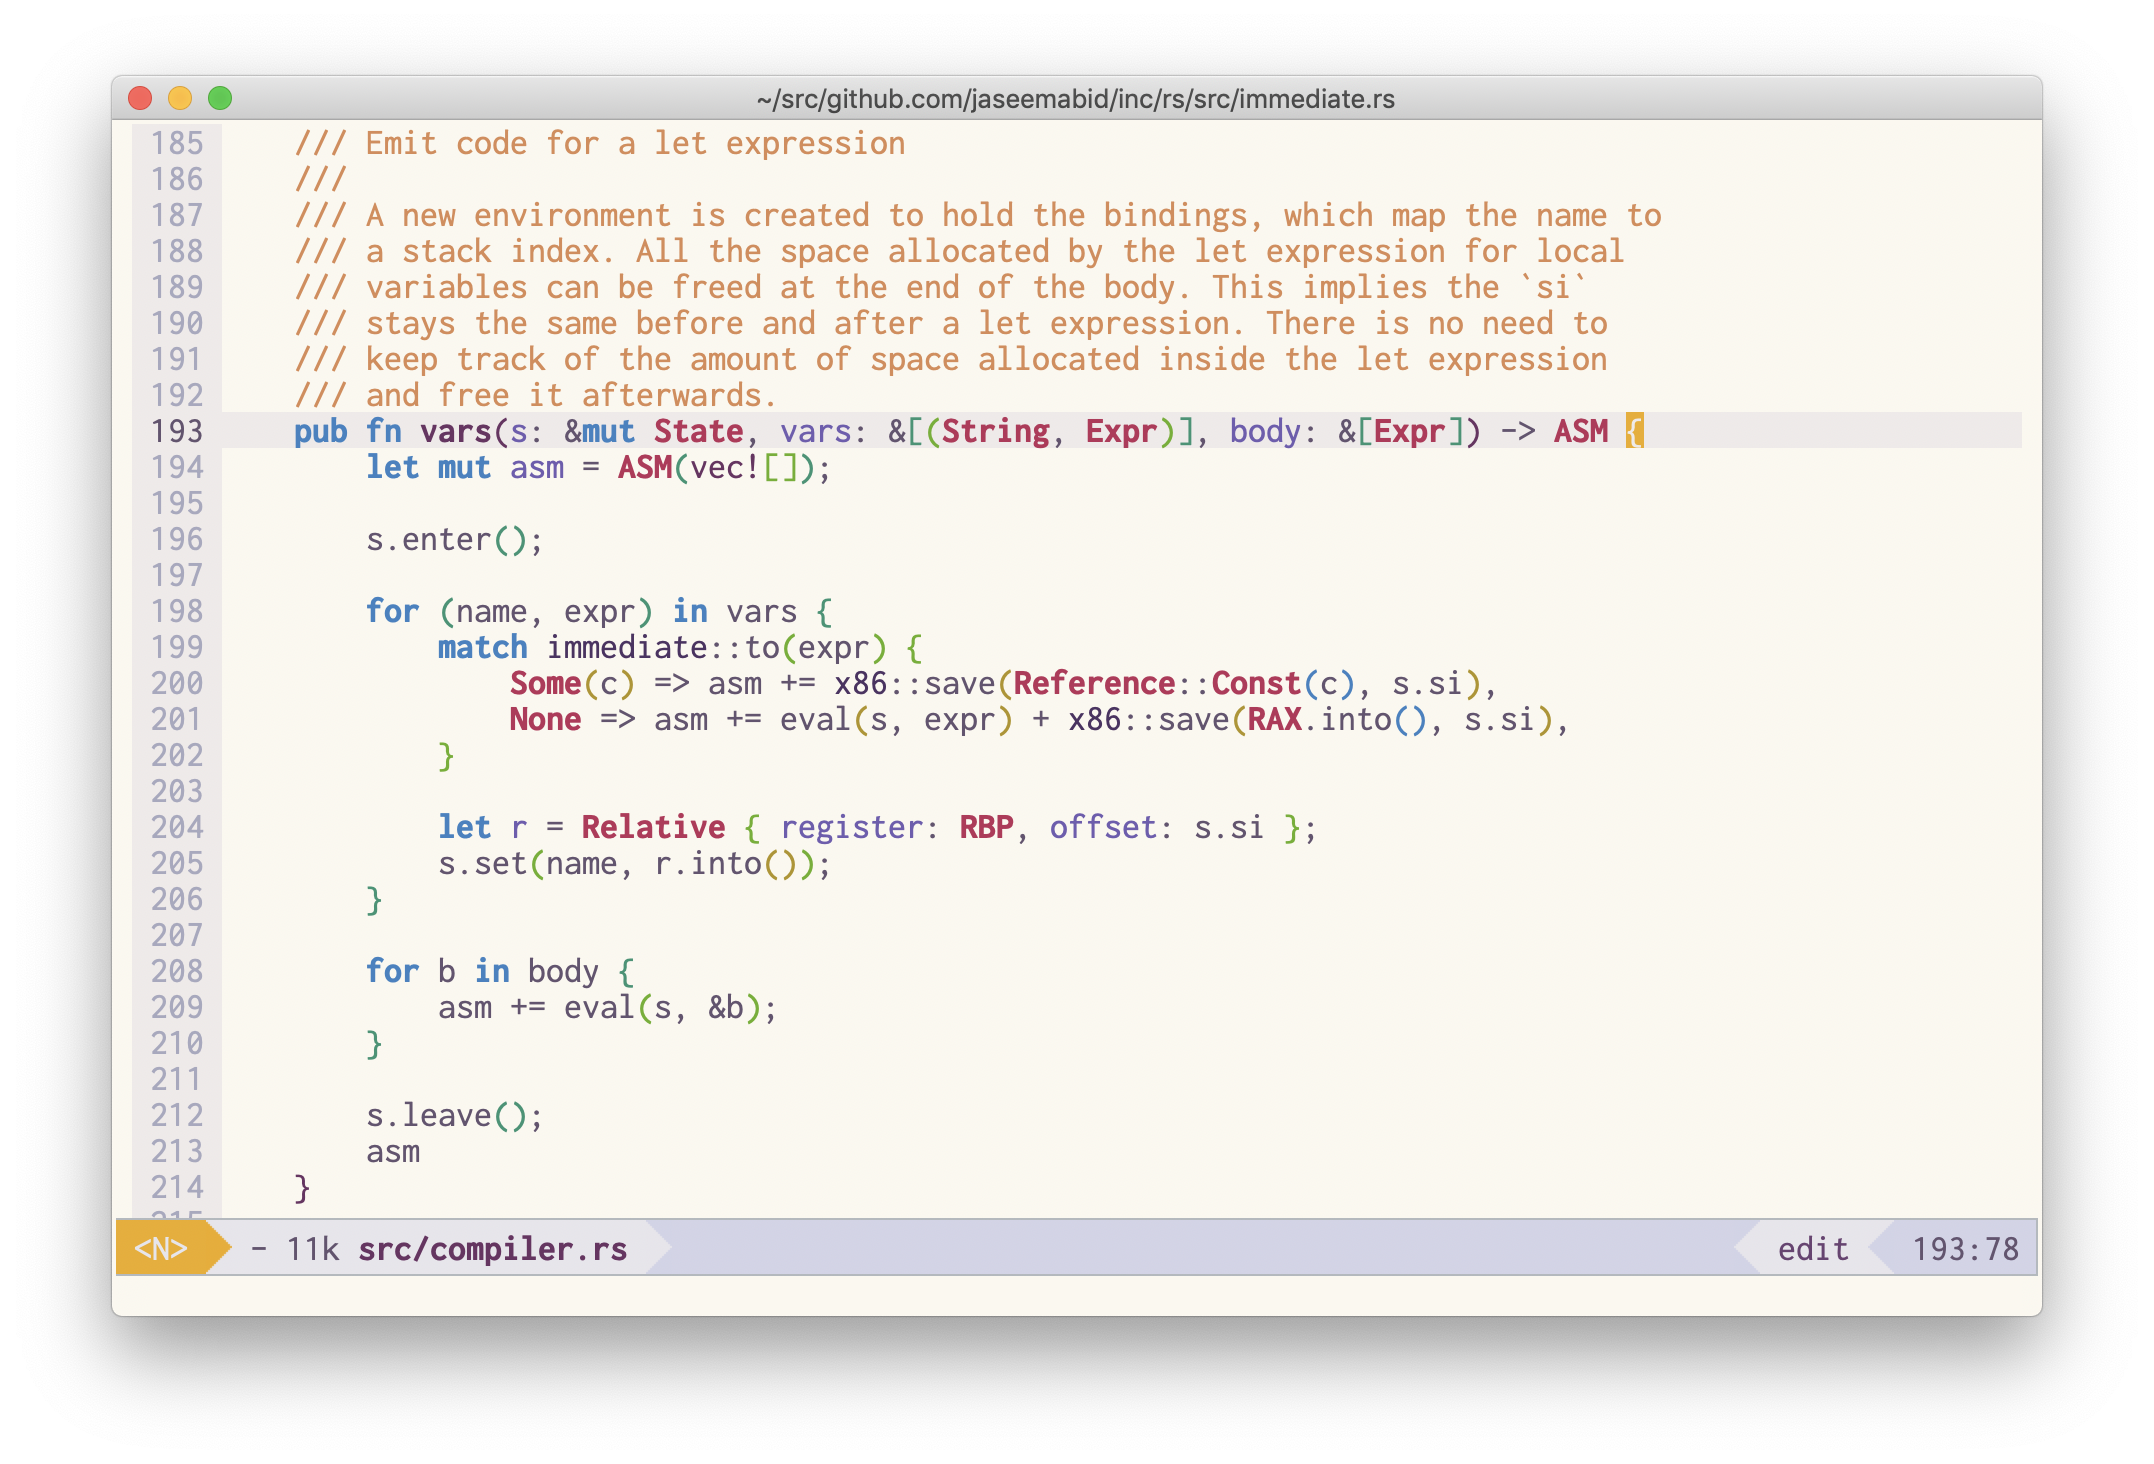 ~/src/github.com/jaseemabid/inc/rs/src/immediate.rs
185     /// Emit code for a let expression
186     ///
187     /// A new environment is created to hold the bindings, which map the name to
188     /// a stack index. All the space allocated by the let expression for local
189     /// variables can be freed at the end of the body. This implies the `si`
190     /// stays the same before and after a let expression. There is no need to
191     /// keep track of the amount of space allocated inside the let expression
192     /// and free it afterwards.
193     pub fn vars(s: &mut State, vars: &[(String, Expr)], body: &[Expr]) -> ASM {
194         let mut asm = ASM(vec![]);
195
196         s.enter();
197
198         for (name, expr) in vars {
199             match immediate::to(expr) {
200                 Some(c) => asm += x86::save(Reference::Const(c), s.si),
201                 None => asm += eval(s, expr) + x86::save(RAX.into(), s.si),
202             }
203
204             let r = Relative { register: RBP, offset: s.si };
205             s.set(name, r.into());
206         }
207
208         for b in body {
209             asm += eval(s, &b);
210         }
211
212         s.leave();
213         asm
214     }
215
<N> - 11k src/compiler.rs edit 193:78